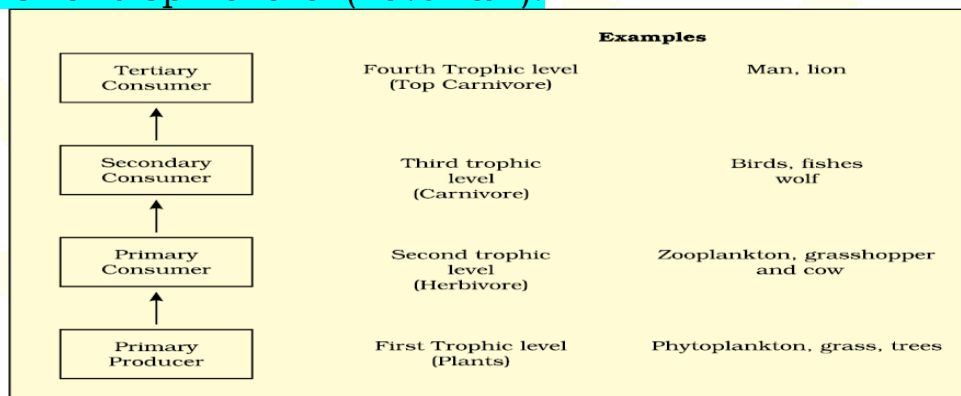 trophic level
Examples
Tertiary Consumer
Fourth Trophic level (Top Carnivore)
Man, lion
Secondary Consumer
Third trophic level (Carnivore)
Birds, fishes wolf
Primary Consumer
Second trophic level (Herbivore)
Zooplankton, grasshopper and cow
Primary Producer
First Trophic level (Plants)
Phytoplankton, grass, trees